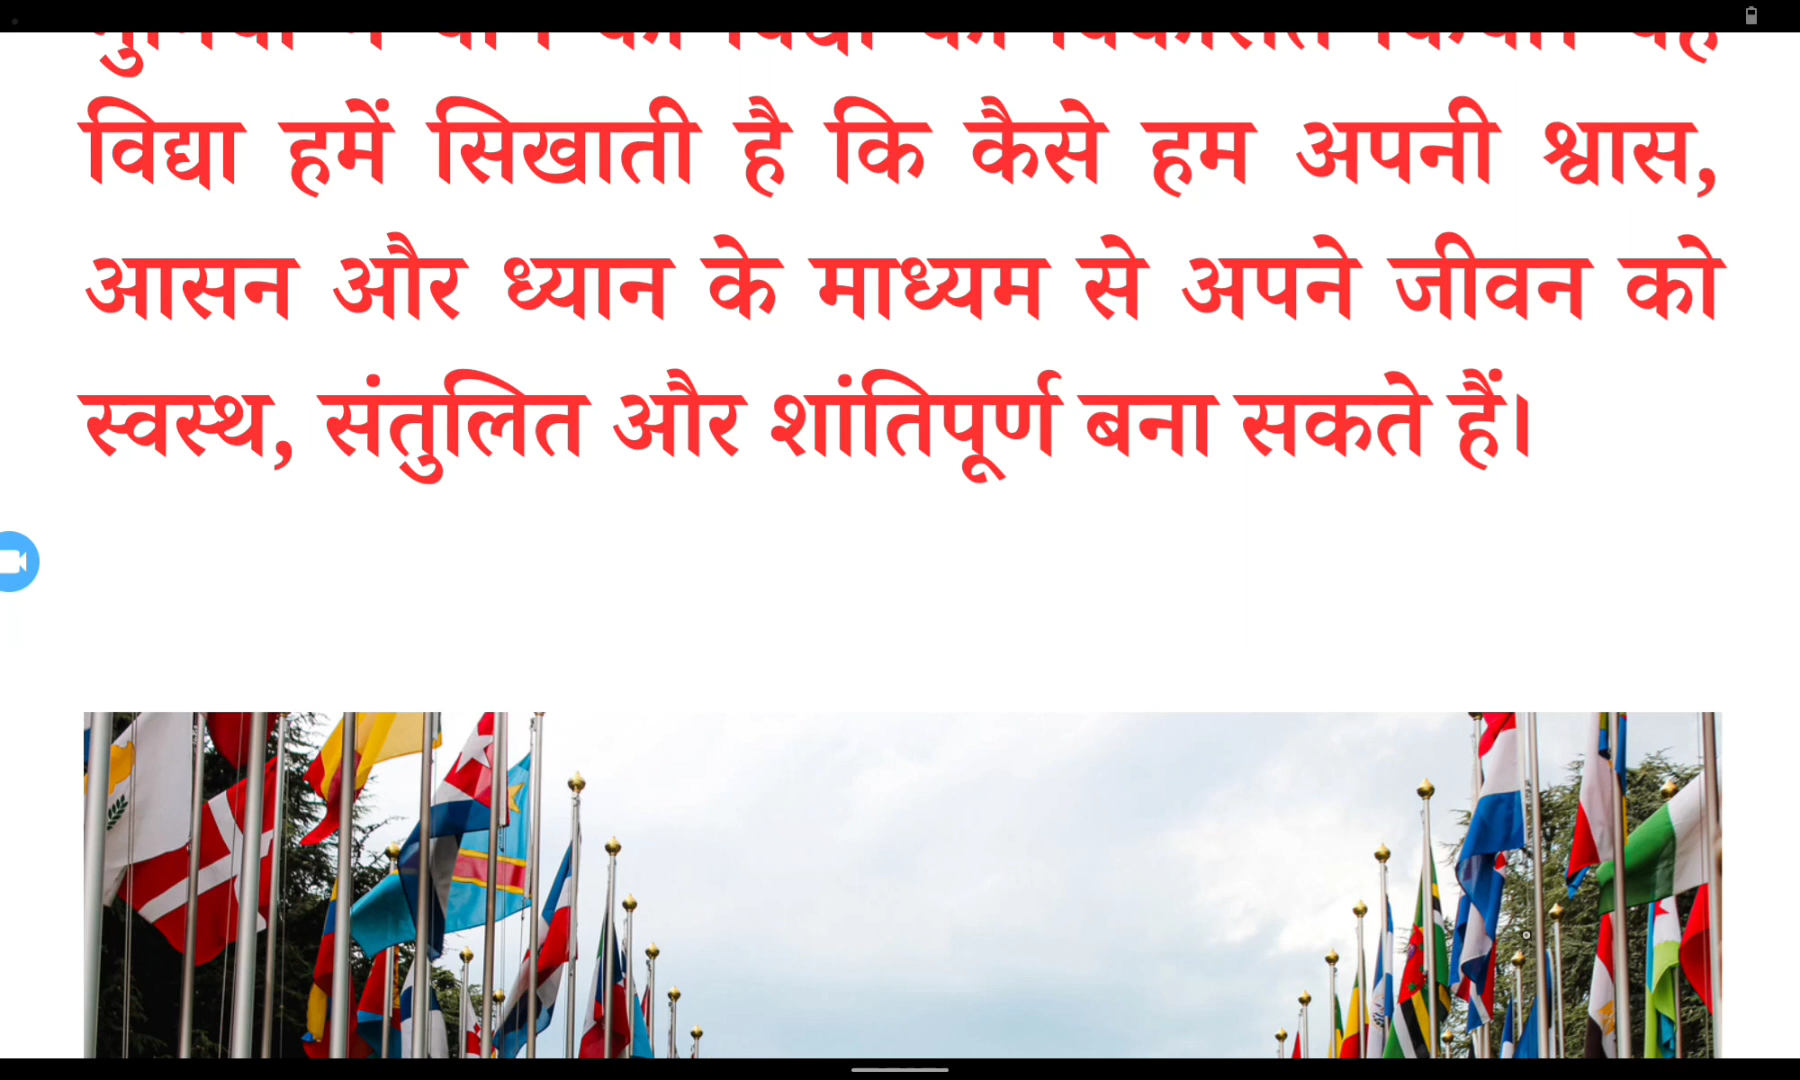 विद्या हमें सिखाती है कि कैसे हम अपनी श्वास,
आसन और ध्यान के माध्यम से अपने जीवन को
स्वस्थ, संतुलित और शांतिपूर्ण बना सकते हैं।